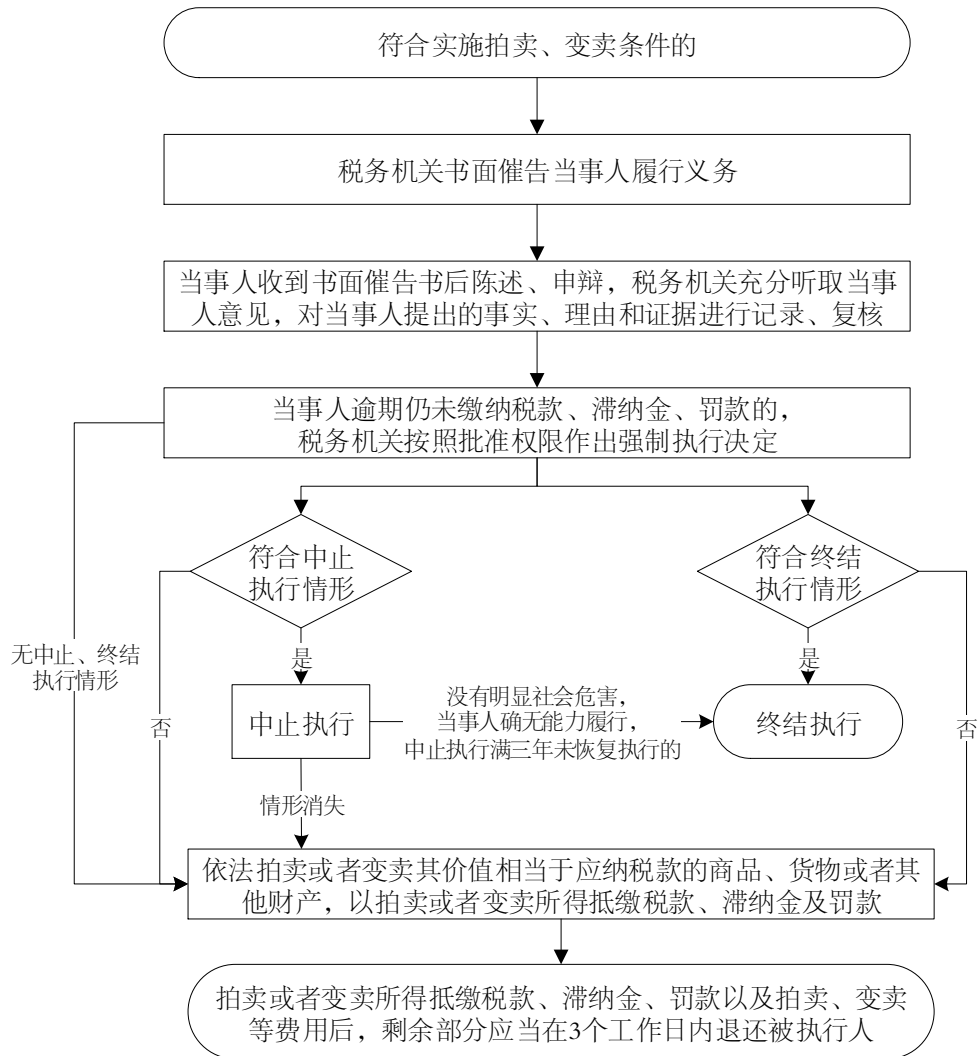 符合实施拍卖、变卖条件的
税务机关书面催告当事人履行义务
当事人收到书面催告书后陈述、申辩，税务机关充分听取当事
人意见，对当事人提出的事实、理由和证据进行记录、复核
当事人逾期仍未缴纳税款、滞纳金、罚款的，
税务机关按照批准权限作出强制执行决定
符合中止
执行情形
符合终结
执行情形
无中止、终结
执行情形
是
是
否
否
中止执行
没有明显社会危害，
当事人确无能力履行，
中止执行满三年未恢复执行的
终结执行
情形消失
依法拍卖或者变卖其价值相当于应纳税款的商品、货物或者其
他财产，以拍卖或者变卖所得抵缴税款、滞纳金及罚款
拍卖或者变卖所得抵缴税款、滞纳金、罚款以及拍卖、变卖
等费用后，剩余部分应当在3个工作日内退还被执行人